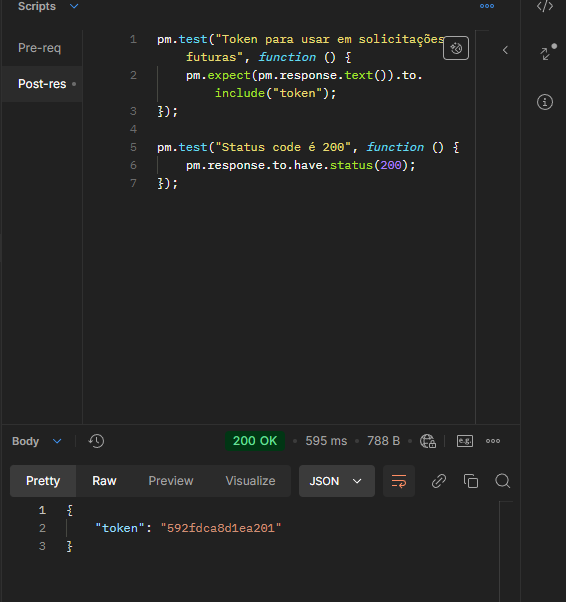 Scripts
Pre-req
Post-res
1 pm.test("Token para usar em solicitações
futuras", function () {
2 pm.expect(pm.response.text()).to.
include("token");
3 });
4
5 pm.test("Status code é 200", function () {
6 pm.response.to.have.status(200);
7 });
Body 200 OK 595 ms 788 B e.g.
Pretty Raw Preview Visualize JSON
1 {
2 "token": "592fdca8d1ea201"
3 }